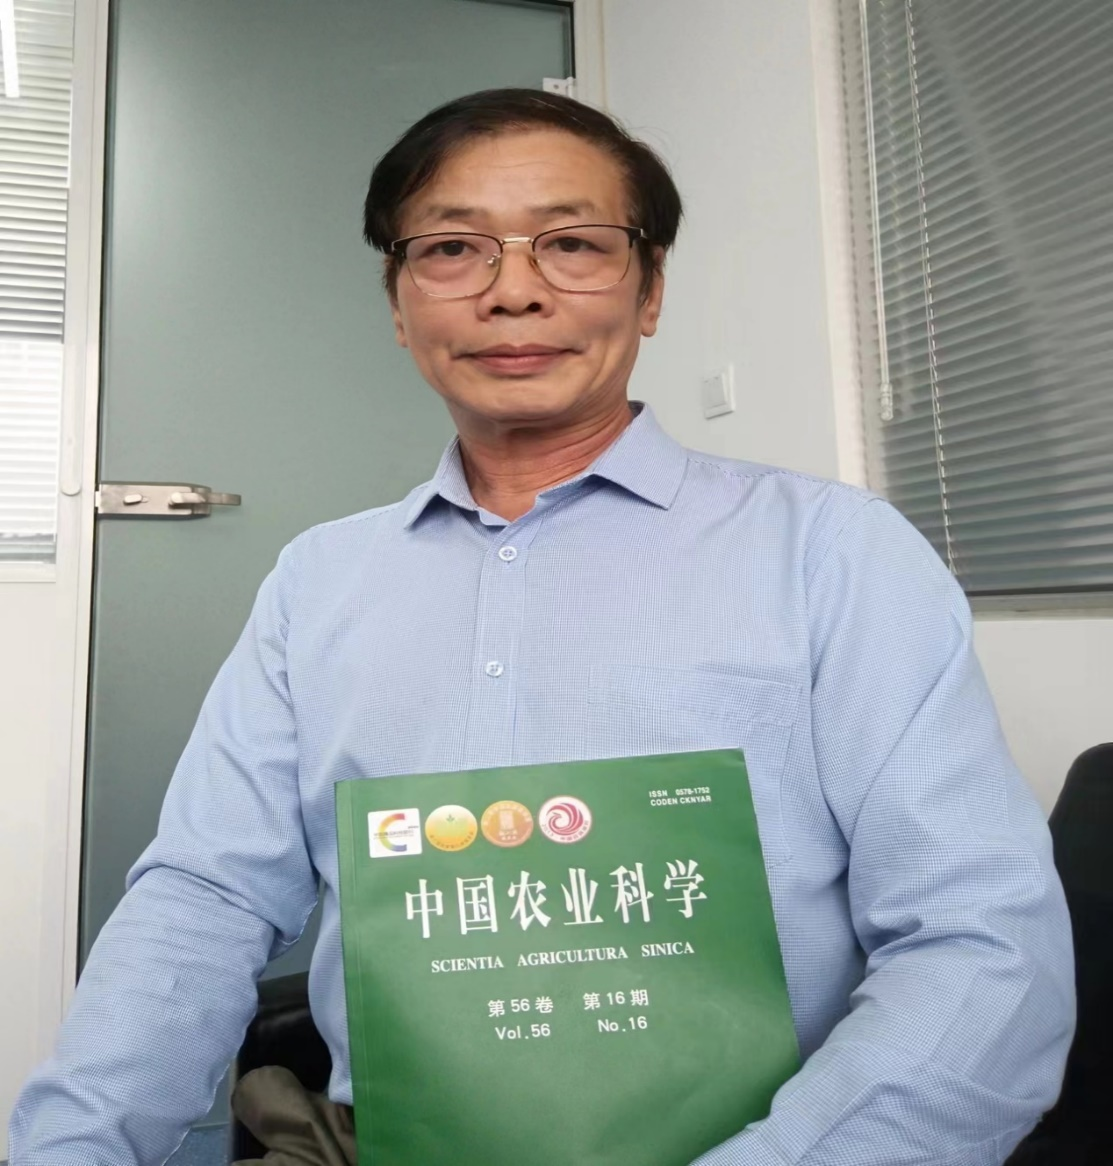 ISSN 0578-1752
CODEN CKNYAR
中国农业科学
SCIENTIA AGRICULTURA SINICA
第56卷 第16期
Vol.56 No.16